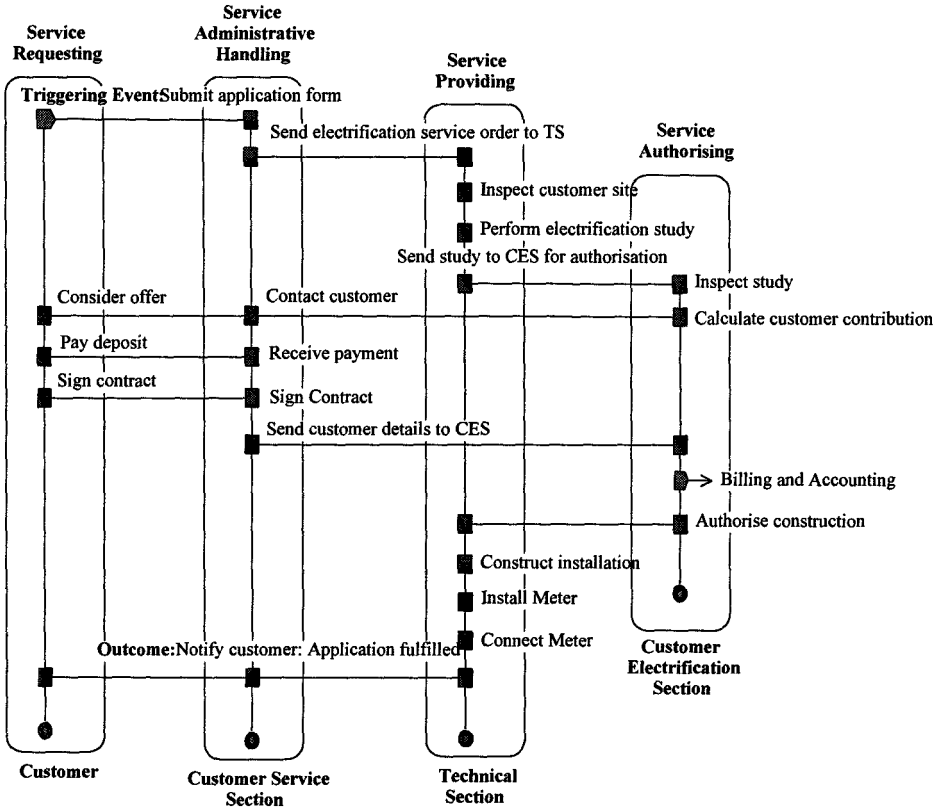 Service
Requesting
Service
Administrative
Handling
Service
Providing
Service
Authorising
Triggering Event:Submit application form
Send electrification service order to TS
Inspect customer site
Perform electrification study
Send study to CES for authorisation
Inspect study
Consider offer
Contact customer
Calculate customer contribution
Pay deposit
Receive payment
Sign contract
Sign Contract
Send customer details to CES
Billing and Accounting
Authorise construction
Construct installation
Install Meter
Connect Meter
Outcome:Notify customer: Application fulfilled
Customer
Electrification
Section
Customer
Customer Service
Section
Technical
Section